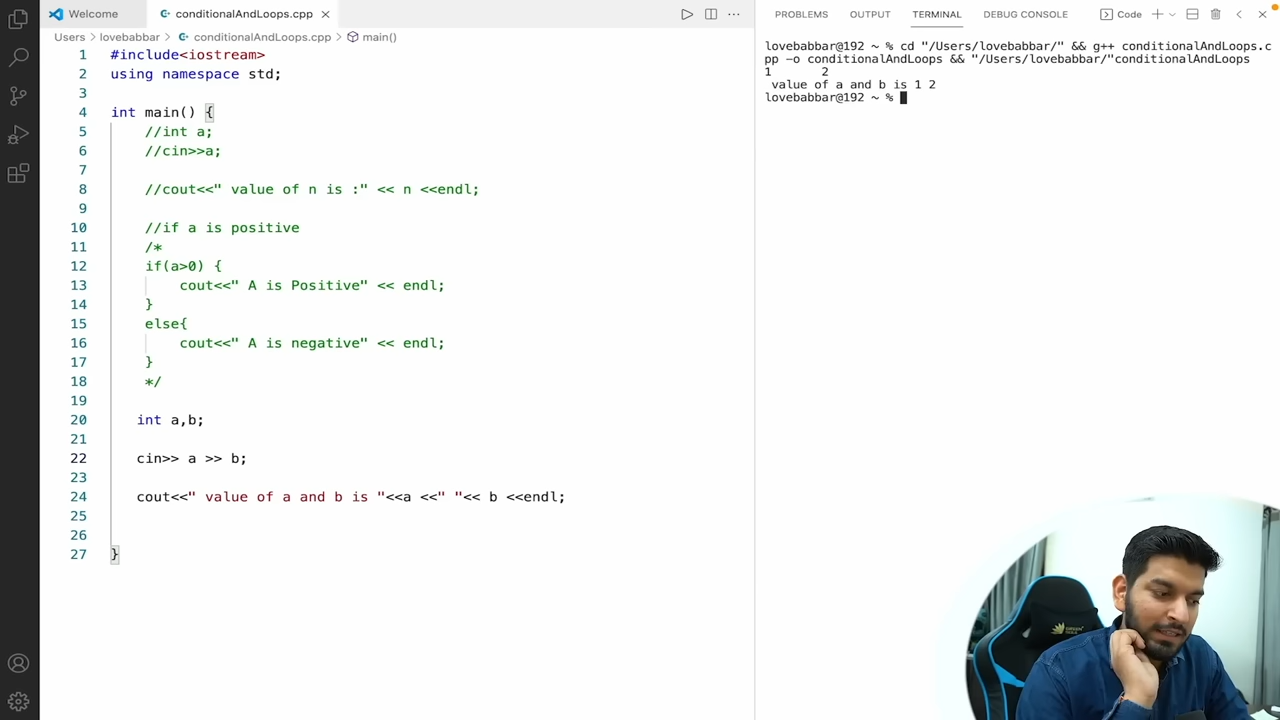 Welcome
conditionalAndLoops.cpp
Users > lovebabbar > conditionalAndLoops.cpp > main()
1 #include<iostream>
2 using namespace std;
3
4 int main() {
5 //int a;
6 //cin>>a;
7
8 //cout<<" value of n is :" << n <<endl;
9
10 //if a is positive
11 /*
12 if(a>0) {
13 cout<<" A is Positive" << endl;
14 }
15 else{
16 cout<<" A is negative" << endl;
17 }
18 */
19
20 int a,b;
21
22 cin>> a >> b;
23
24 cout<<" value of a and b is "<<a <<" "<< b <<endl;
25
26
27 }
PROBLEMS OUTPUT TERMINAL DEBUG CONSOLE Code
lovebabbar@192 ~ % cd "/Users/lovebabbar/" && g++ conditionalAndLoops.c
pp -o conditionalAndLoops && "/Users/lovebabbar/"conditionalAndLoops
1 2
value of a and b is 1 2
lovebabbar@192 ~ %